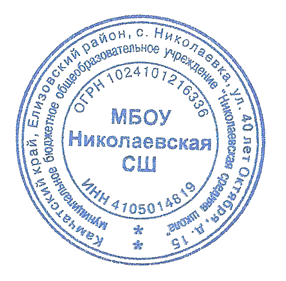 Камчатский край, Елизовский район, с. Николаевка, ул. 40 лет Октября, д. 15
муниципальное бюджетное общеобразовательное учреждение "Николаевская средняя школа"
ОГРН 1024101216336
МБОУ
Николаевская
СШ
ИНН 4105014619
* *